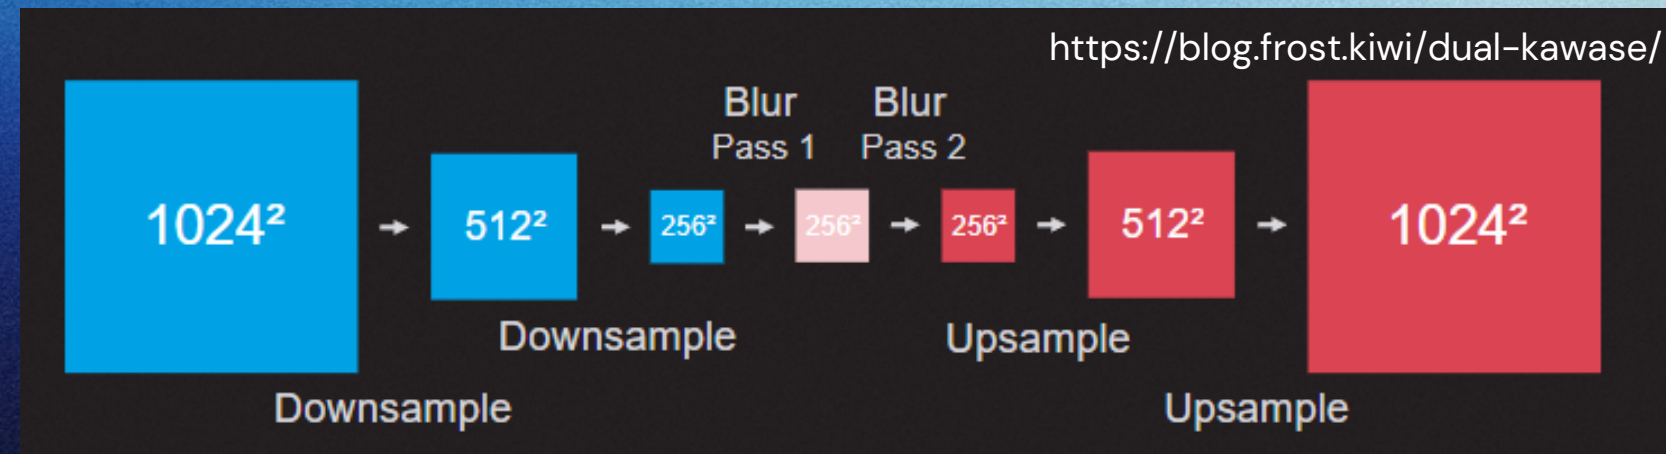 https://blog.frost.kiwi/dual-kawase/
Blur Blur
Pass 1 Pass 2
1024² 512² 256² 256² 256² 512² 1024²
Downsample Upsample
Downsample Upsample